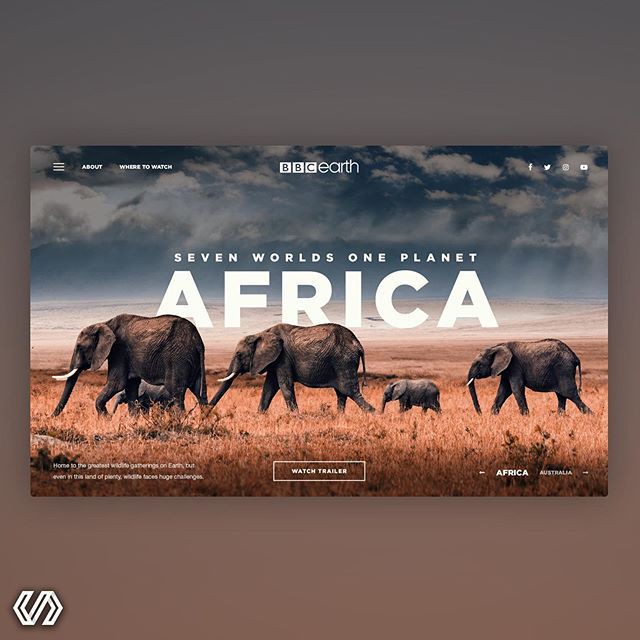 ABOUT
WHERE TO WATCH
BBC earth
SEVEN WORLDS ONE PLANET
AFRICA
Home to the greatest wildlife gatherings on Earth, but
even in this land of plenty, wildlife faces huge challenges.
WATCH TRAILER
← AFRICA AUSTRALIA →